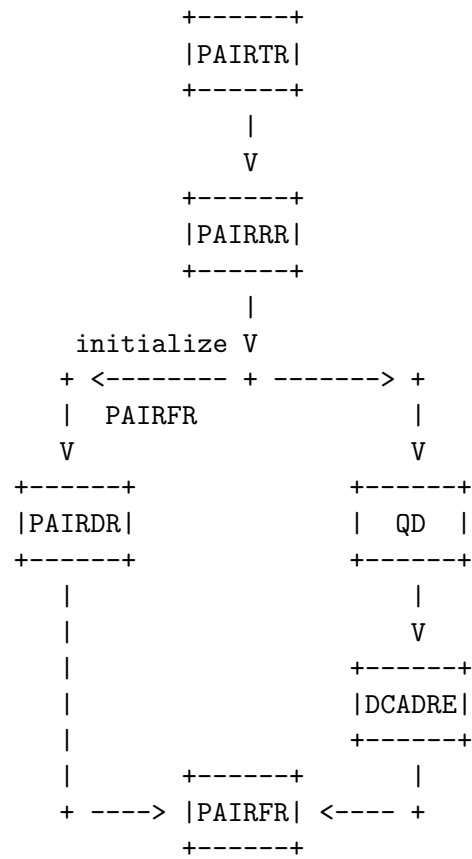 +------+
|PAIRTR|
+------+
|
V
+------+
|PAIRRR|
+------+
|
initialize V
+ <-------- + -------> +
| PAIRFR |
V V
+------+ +------+
|PAIRDR| | QD |
+------+ +------+
| |
| V
| +------+
| |DCADRE|
| +------+
| +------+ |
+ ----> |PAIRFR| <---- +
+------+